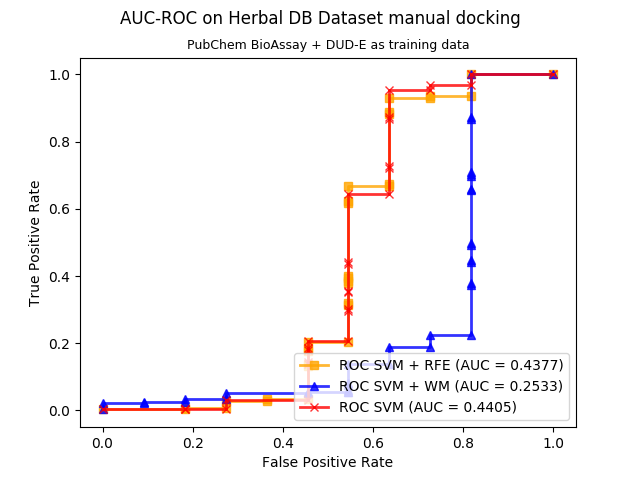 AUC-ROC on Herbal DB Dataset manual docking
PubChem BioAssay + DUD-E as training data
True Positive Rate
1.0
0.8
0.6
0.4
0.2
0.0
ROC SVM + RFE (AUC = 0.4377)
ROC SVM + WM (AUC = 0.2533)
ROC SVM (AUC = 0.4405)
0.0 0.2 0.4 0.6 0.8 1.0
False Positive Rate